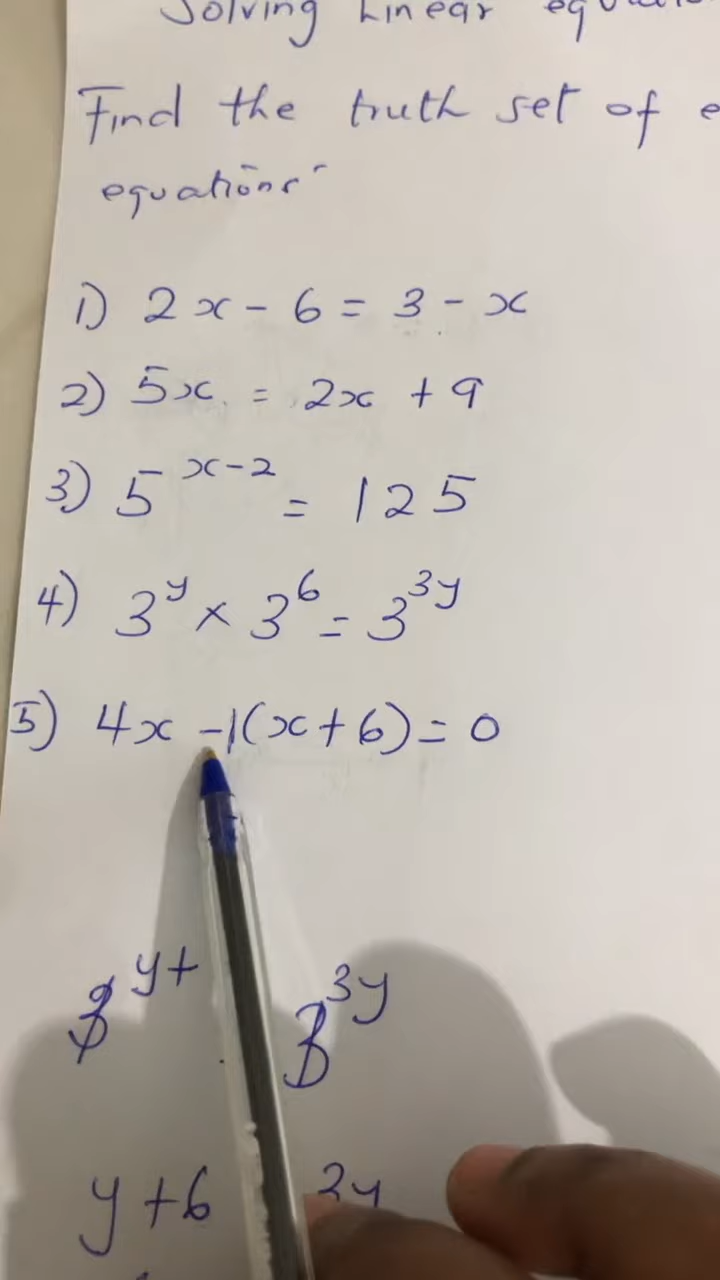 Solving Linear
Find the truth set of
equations
1) 2x - 6 = 3 - x
2) 5x = 2x + 9
3) 5^{x-2} = 125
4) 3^y × 3^6 = 3^{3y}
5) 4x -1(x+6) = 0
3^{y+} 3^{3y}
y+6 3y